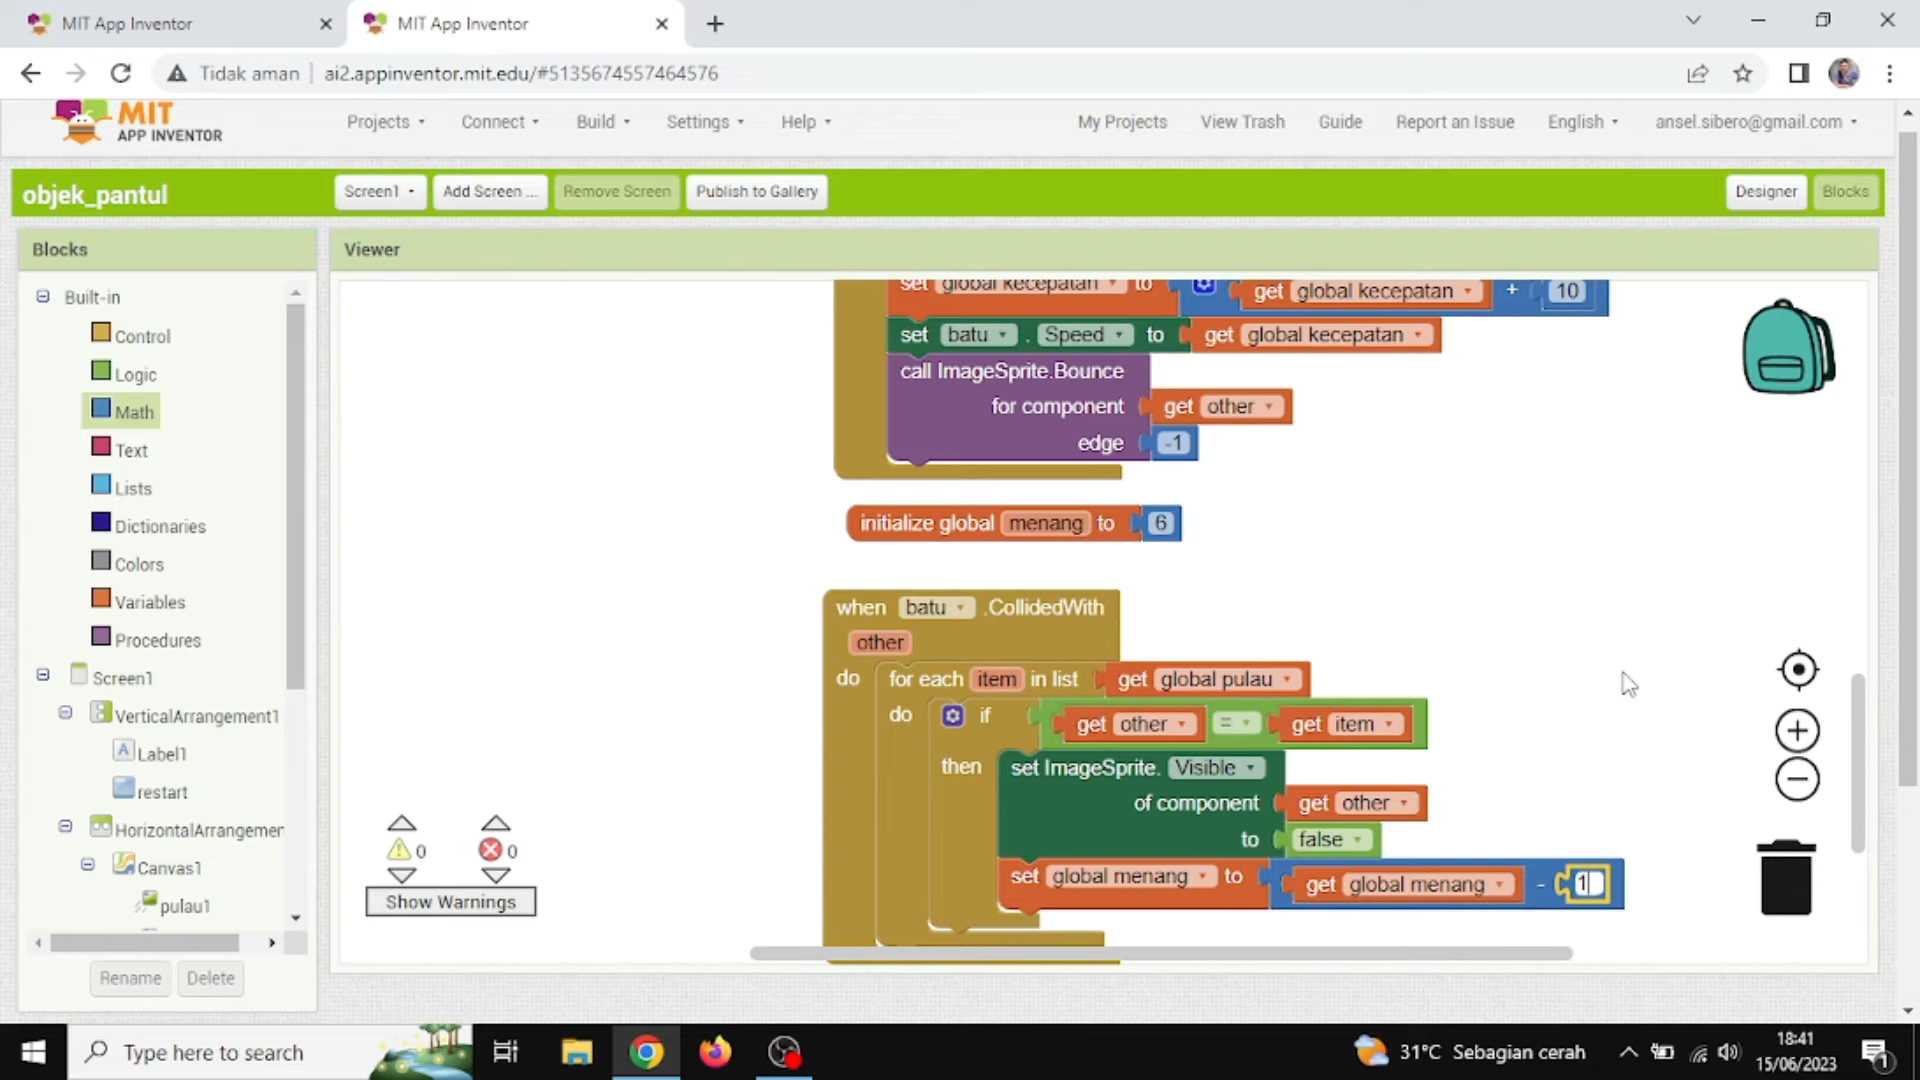 MIT App Inventor
MIT App Inventor
Tidak aman
ai2.appinventor.mit.edu/#5135674557464576
MIT
APP INVENTOR
Projects
Connect
Build
Settings
Help
My Projects
View Trash
Guide
Report an Issue
English
ansel.sibero@gmail.com
objek_pantul
Screen1
Add Screen ...
Remove Screen
Publish to Gallery
Designer
Blocks
Blocks
Viewer
Built-in
Control
Logic
Math
Text
Lists
Dictionaries
Colors
Variables
Procedures
Screen1
VerticalArrangement1
Label1
restart
HorizontalArrangemen
Canvas1
pulau1
Rename
Delete
set global kecepatan to get global kecepatan + 10
set batu . Speed to get global kecepatan
call ImageSprite.Bounce
for component get other
edge -1
initialize global menang to 6
when batu .CollidedWith
other
do for each item in list get global pulau
do if get other = get item
then set ImageSprite. Visible
of component get other
to false
set global menang to get global menang - 1
0
0
Show Warnings
Type here to search
31°C Sebagian cerah
18:41
15/06/2023
1